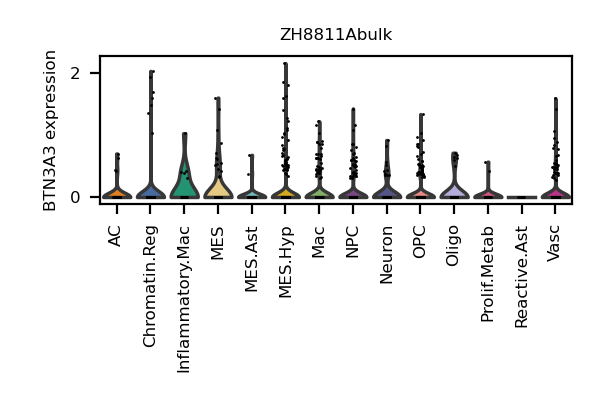 ZH8811Abulk
BTN3A3 expression
2
0
AC
Chromatin.Reg
Inflammatory.Mac
MES
MES.Ast
MES.Hyp
Mac
NPC
Neuron
OPC
Oligo
Prolif.Metab
Reactive.Ast
Vasc